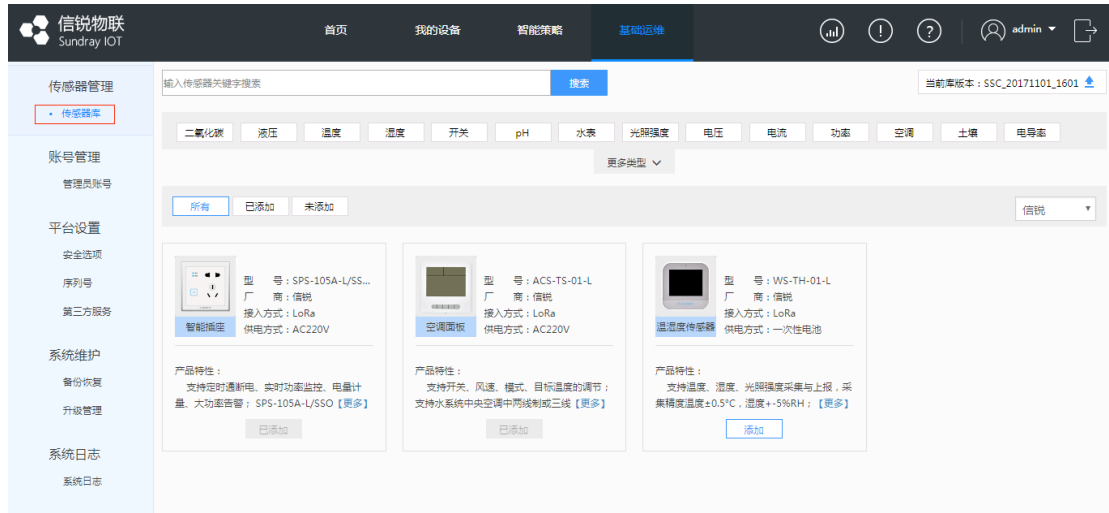 信锐物联
Sundray IOT
首页
我的设备
智能策略
基础运维
admin
传感器管理
传感器库
账号管理
管理员账号
平台设置
安全选项
序列号
第三方服务
系统维护
备份恢复
升级管理
系统日志
系统日志
输入传感器关键字搜索
搜索
当前库版本：SSC_20171101_1601
二氧化碳 液压 温度 湿度 开关 pH 水表 光照强度 电压 电流 功率 空调 土壤 电导率
更多类型
所有 已添加 未添加
信锐
智能插座
型 号：SPS-105A-L/SS...
厂 商：信锐
接入方式：LoRa
供电方式：AC220V
产品特性：
支持定时通断电、实时功率监控、电量计
量、大功率告警； SPS-105A-L/SSO【更多】
已添加
空调面板
型 号：ACS-TS-01-L
厂 商：信锐
接入方式：LoRa
供电方式：AC220V
产品特性：
支持开关、风速、模式、目标温度的调节；
支持水系统中央空调中两线制或三线【更多】
已添加
温湿度传感器
型 号：WS-TH-01-L
厂 商：信锐
接入方式：LoRa
供电方式：一次性电池
产品特性：
支持温度、湿度、光照强度采集与上报，采
集精度温度±0.5°C，湿度+-5%RH；【更多】
添加